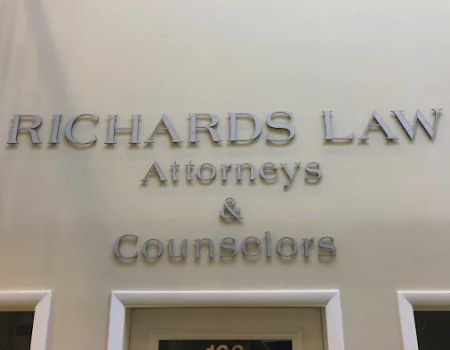 RICHARDS LAW
Attorneys
&
Counselors